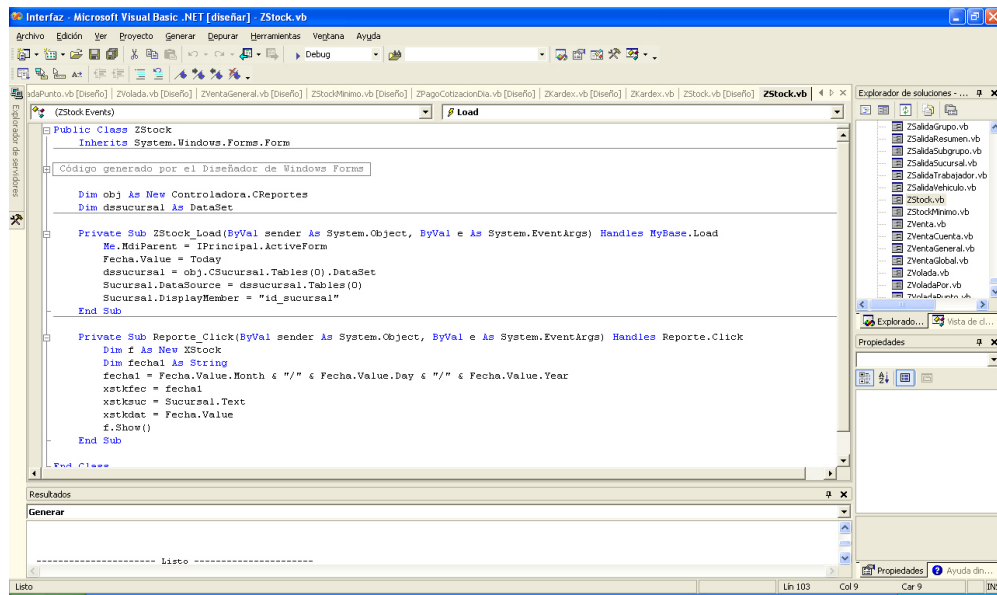 Interfaz - Microsoft Visual Basic .NET [diseñar] - ZStock.vb
Archivo Edición Ver Proyecto Generar Depurar Herramientas Ventana Ayuda
Debug
adaPunto.vb [Diseño] ZVolada.vb [Diseño] ZVentaGeneral.vb [Diseño] ZStockMinimo.vb [Diseño] ZPagoCotizacionDia.vb [Diseño] ZKardex.vb [Diseño] ZKardex.vb [Diseño] ZStock.vb [Diseño] ZStock.vb
Explorador de servidores
(ZStock Events) Load
Public Class ZStock
Inherits System.Windows.Forms.Form
Código generado por el Diseñador de Windows Forms
Dim obj As New Controladora.CReportes
Dim dssucursal As DataSet
Private Sub ZStock_Load(ByVal sender As System.Object, ByVal e As System.EventArgs) Handles MyBase.Load
Me.MdiParent = IPrincipal.ActiveForm
Fecha.Value = Today
dssucursal = obj.CSucursal.Tables(0).DataSet
Sucursal.DataSource = dssucursal.Tables(0)
Sucursal.DisplayMember = "id_sucursal"
End Sub
Private Sub Reporte_Click(ByVal sender As System.Object, ByVal e As System.EventArgs) Handles Reporte.Click
Dim f As New XStock
Dim fecha1 As String
fecha1 = Fecha.Value.Month & "/" & Fecha.Value.Day & "/" & Fecha.Value.Year
xstkfec = fecha1
xstksuc = Sucursal.Text
xstkdat = Fecha.Value
f.Show()
End Sub
End Class
Resultados
Generar
---------------------- Listo ----------------------
Explorador de soluciones - ...
ZSalidaGrupo.vb
ZSalidaResumen.vb
ZSalidaSubgrupo.vb
ZSalidaSucursal.vb
ZSalidaTrabajador.vb
ZSalidaVehiculo.vb
ZStock.vb
ZStockMinimo.vb
ZVenta.vb
ZVentaCuenta.vb
ZVentaGeneral.vb
ZVentaGlobal.vb
ZVolada.vb
ZVoladaPor.vb
ZVoladaPunto.vb
Explorado... Vista de cl...
Propiedades
Propiedades Ayuda din...
Listo Lín 103 Col 9 Car 9 INS